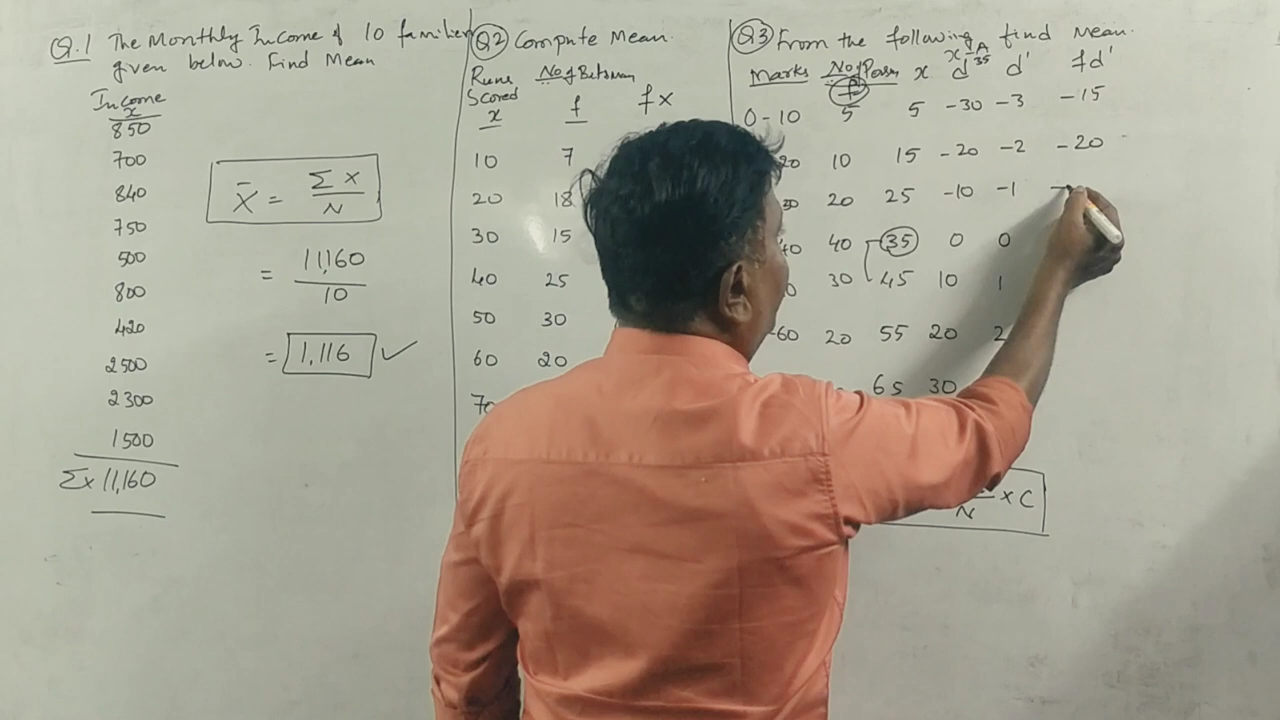 Q.1 The Monthly Income of 10 families
given below. Find Mean
Income
x
850
700
840
750
500
800
420
2500
2300
1500
Σx 11,160
X̄ = Σx / N
= 11,160 / 10
= 1,116 ✓
Q2 Compute Mean.
Runs No of Batsman
Scored
x f fx
10 7
20 18
30 15
40 25
50 30
60 20
70
Q3 From the following find Mean.
x-A
35
Marks No of Person x d d' fd'
f
0-10 5 5 -30 -3 -15
20 10 15 -20 -2 -20
30 20 25 -10 -1 -
40 40 35 0 0
30 45 10 1
-60 20 55 20 2
65 30
N × C